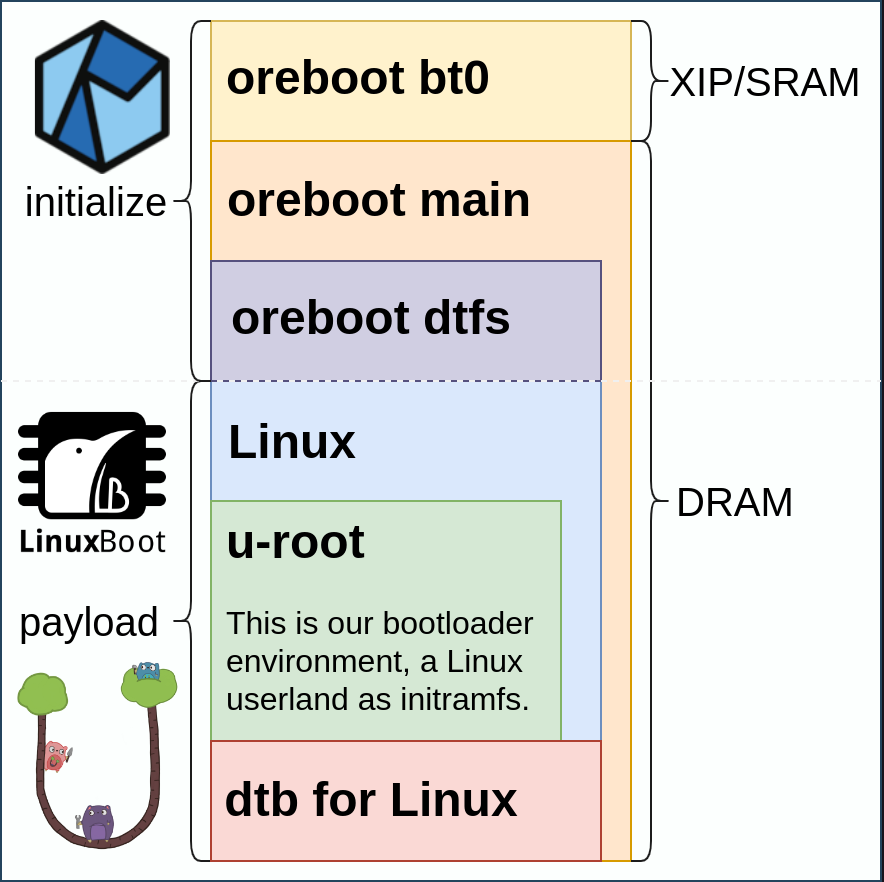 oreboot bt0
XIP/SRAM
oreboot main
initialize
oreboot dtfs
Linux
LB
LinuxBoot
DRAM
u-root
This is our bootloader
environment, a Linux
userland as initramfs.
payload
dtb for Linux